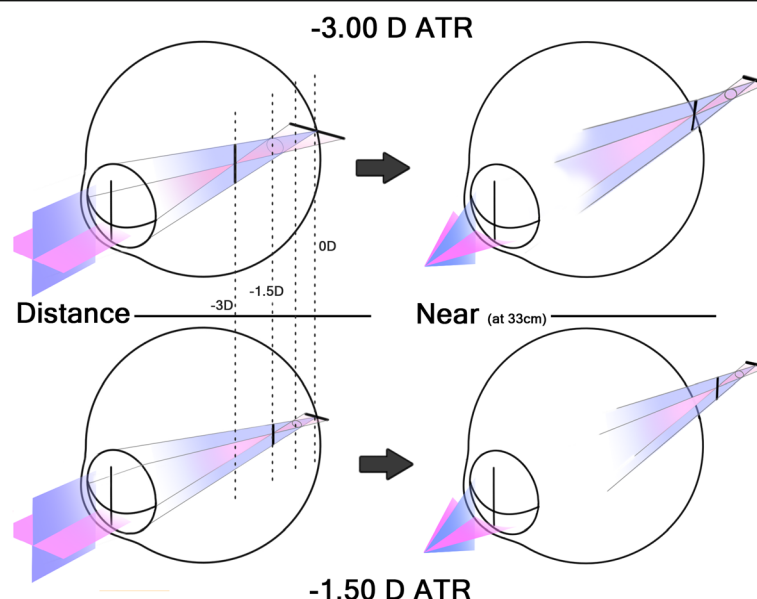 -3.00 D ATR
0D
-1.5D
-3D
Distance
Near (at 33cm)
-1.50 D ATR